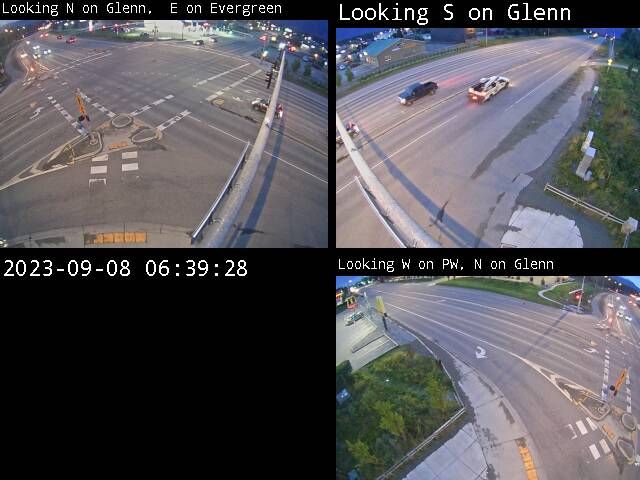 Looking N on Glenn,  E on Evergreen
Looking S on Glenn
2023-09-08 06:39:28
Looking W on PW, N on Glenn